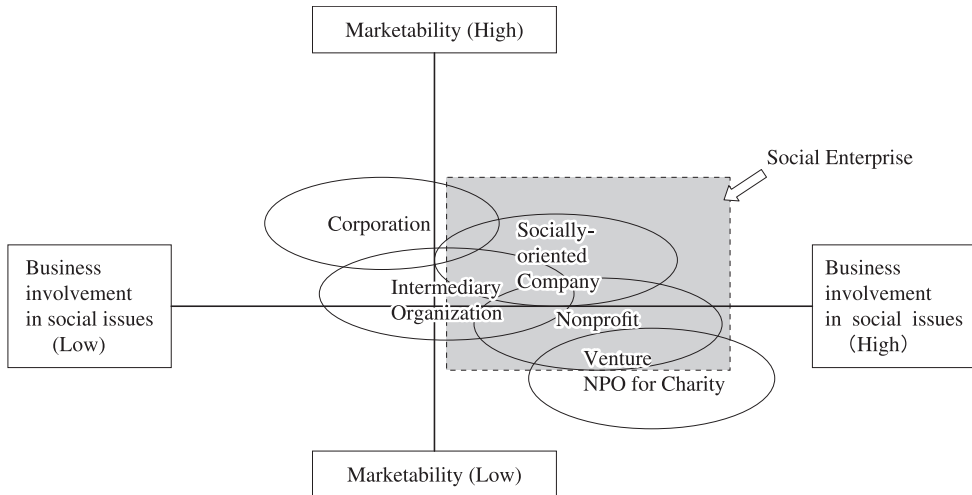 Marketability (High)
Social Enterprise
Corporation
Socially-
oriented
Company
Business
involvement
in social issues
(Low)
Intermediary
Organization
Nonprofit
Business
involvement
in social issues
(High)
Venture
NPO for Charity
Marketability (Low)